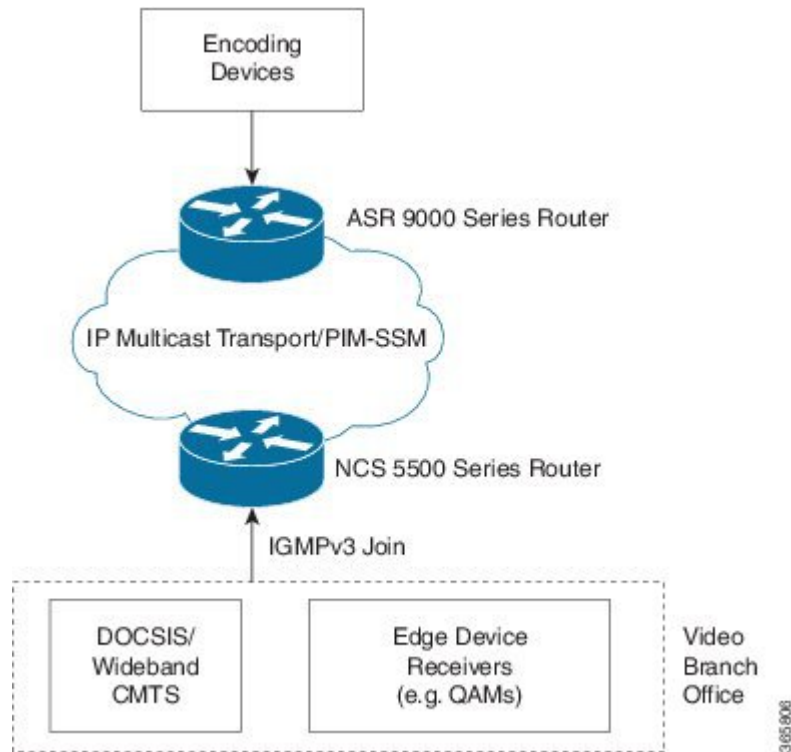 Encoding
Devices
ASR 9000 Series Router
IP Multicast Transport/PIM-SSM
NCS 5500 Series Router
IGMPv3 Join
DOCSIS/
Wideband
CMTS
Edge Device
Receivers
(e.g. QAMs)
Video
Branch
Office
365806